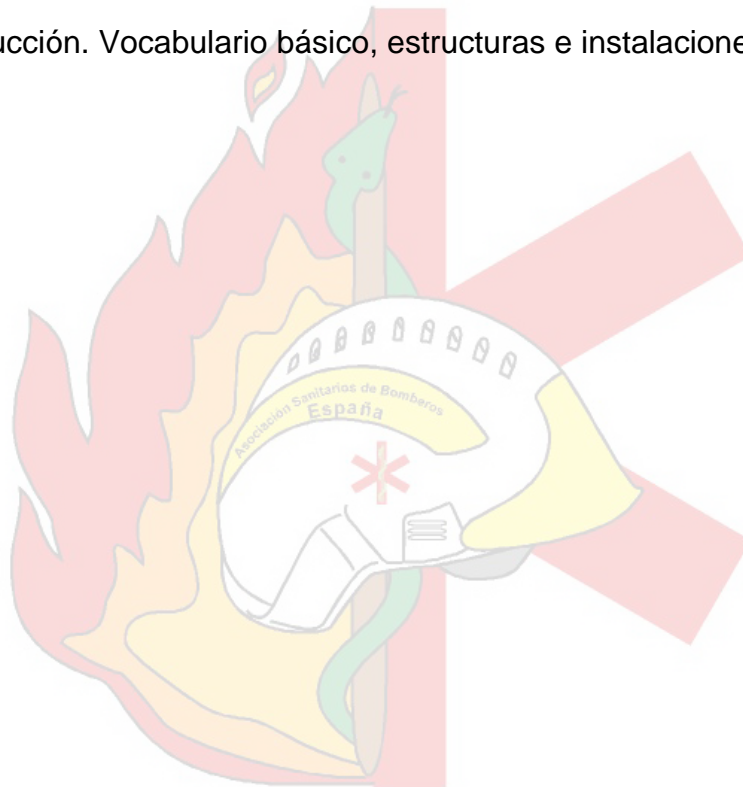 ucción. Vocabulario básico, estructuras e instalacione
Asociación Sanitarios de Bomberos
España